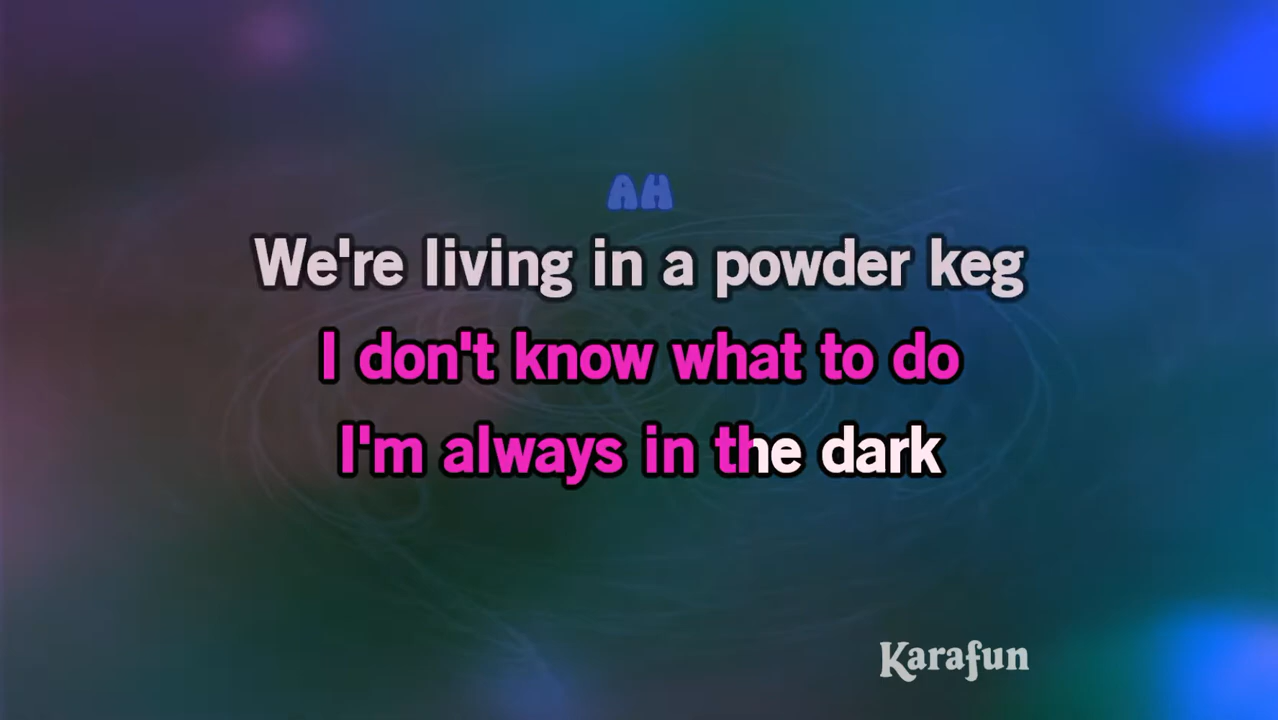 AH
We're living in a powder keg
I don't know what to do
I'm always in the dark
Karafun